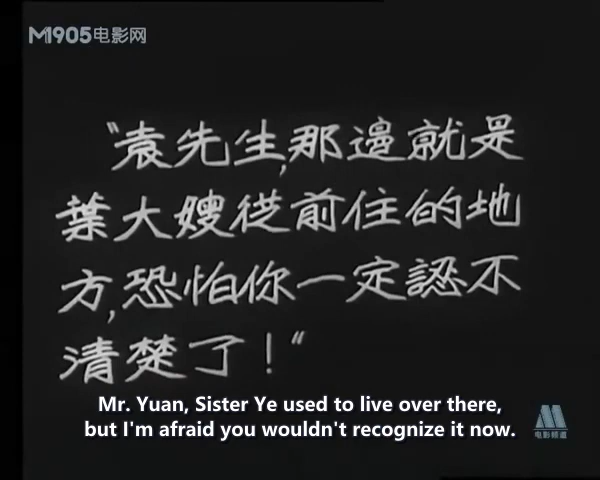 M1905电影网
“袁先生,那邊就是
葉大嫂從前住的地
方,恐怕你一定認不
清楚了！“
Mr. Yuan, Sister Ye used to live over there,
but I'm afraid you wouldn't recognize it now.
电影频道